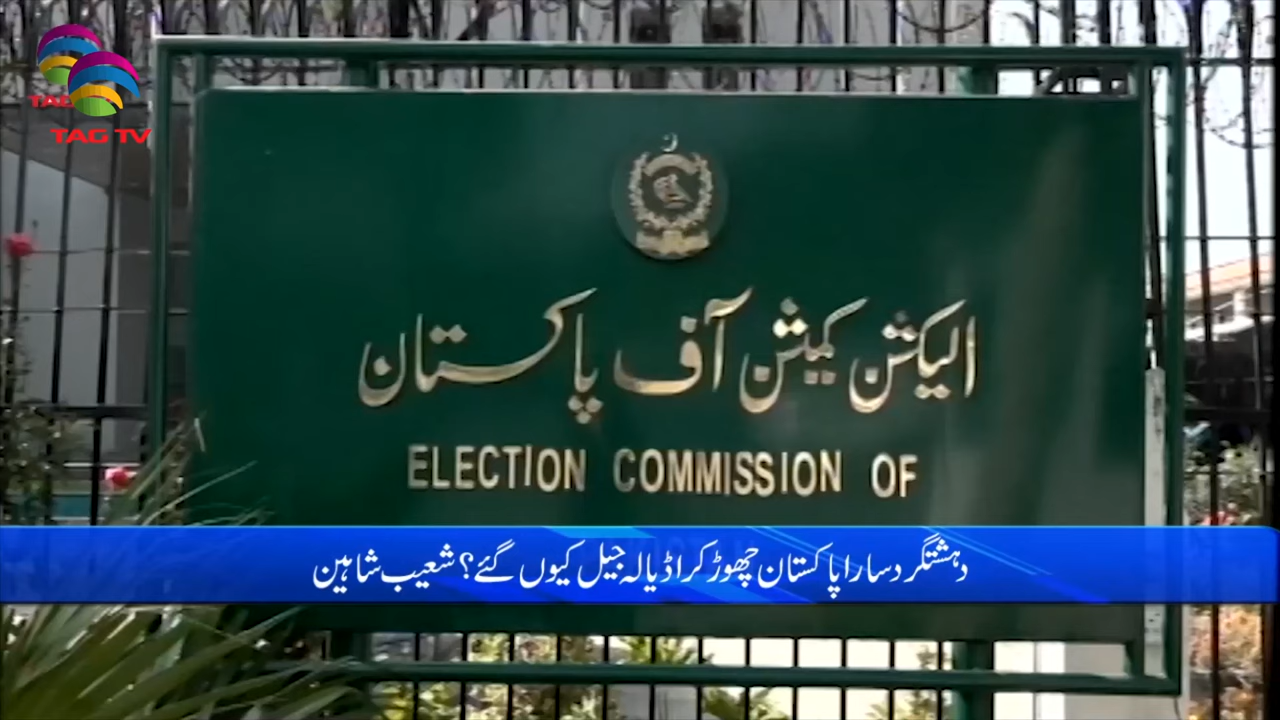 TAG
TAG TV
الیکشن کمیشن آف پاکستان
ELECTION COMMISSION OF
دہشتگرد سارا پاکستان چھوڑ کر اڈیالہ جیل کیوں گئے؟ شعیب شاہین